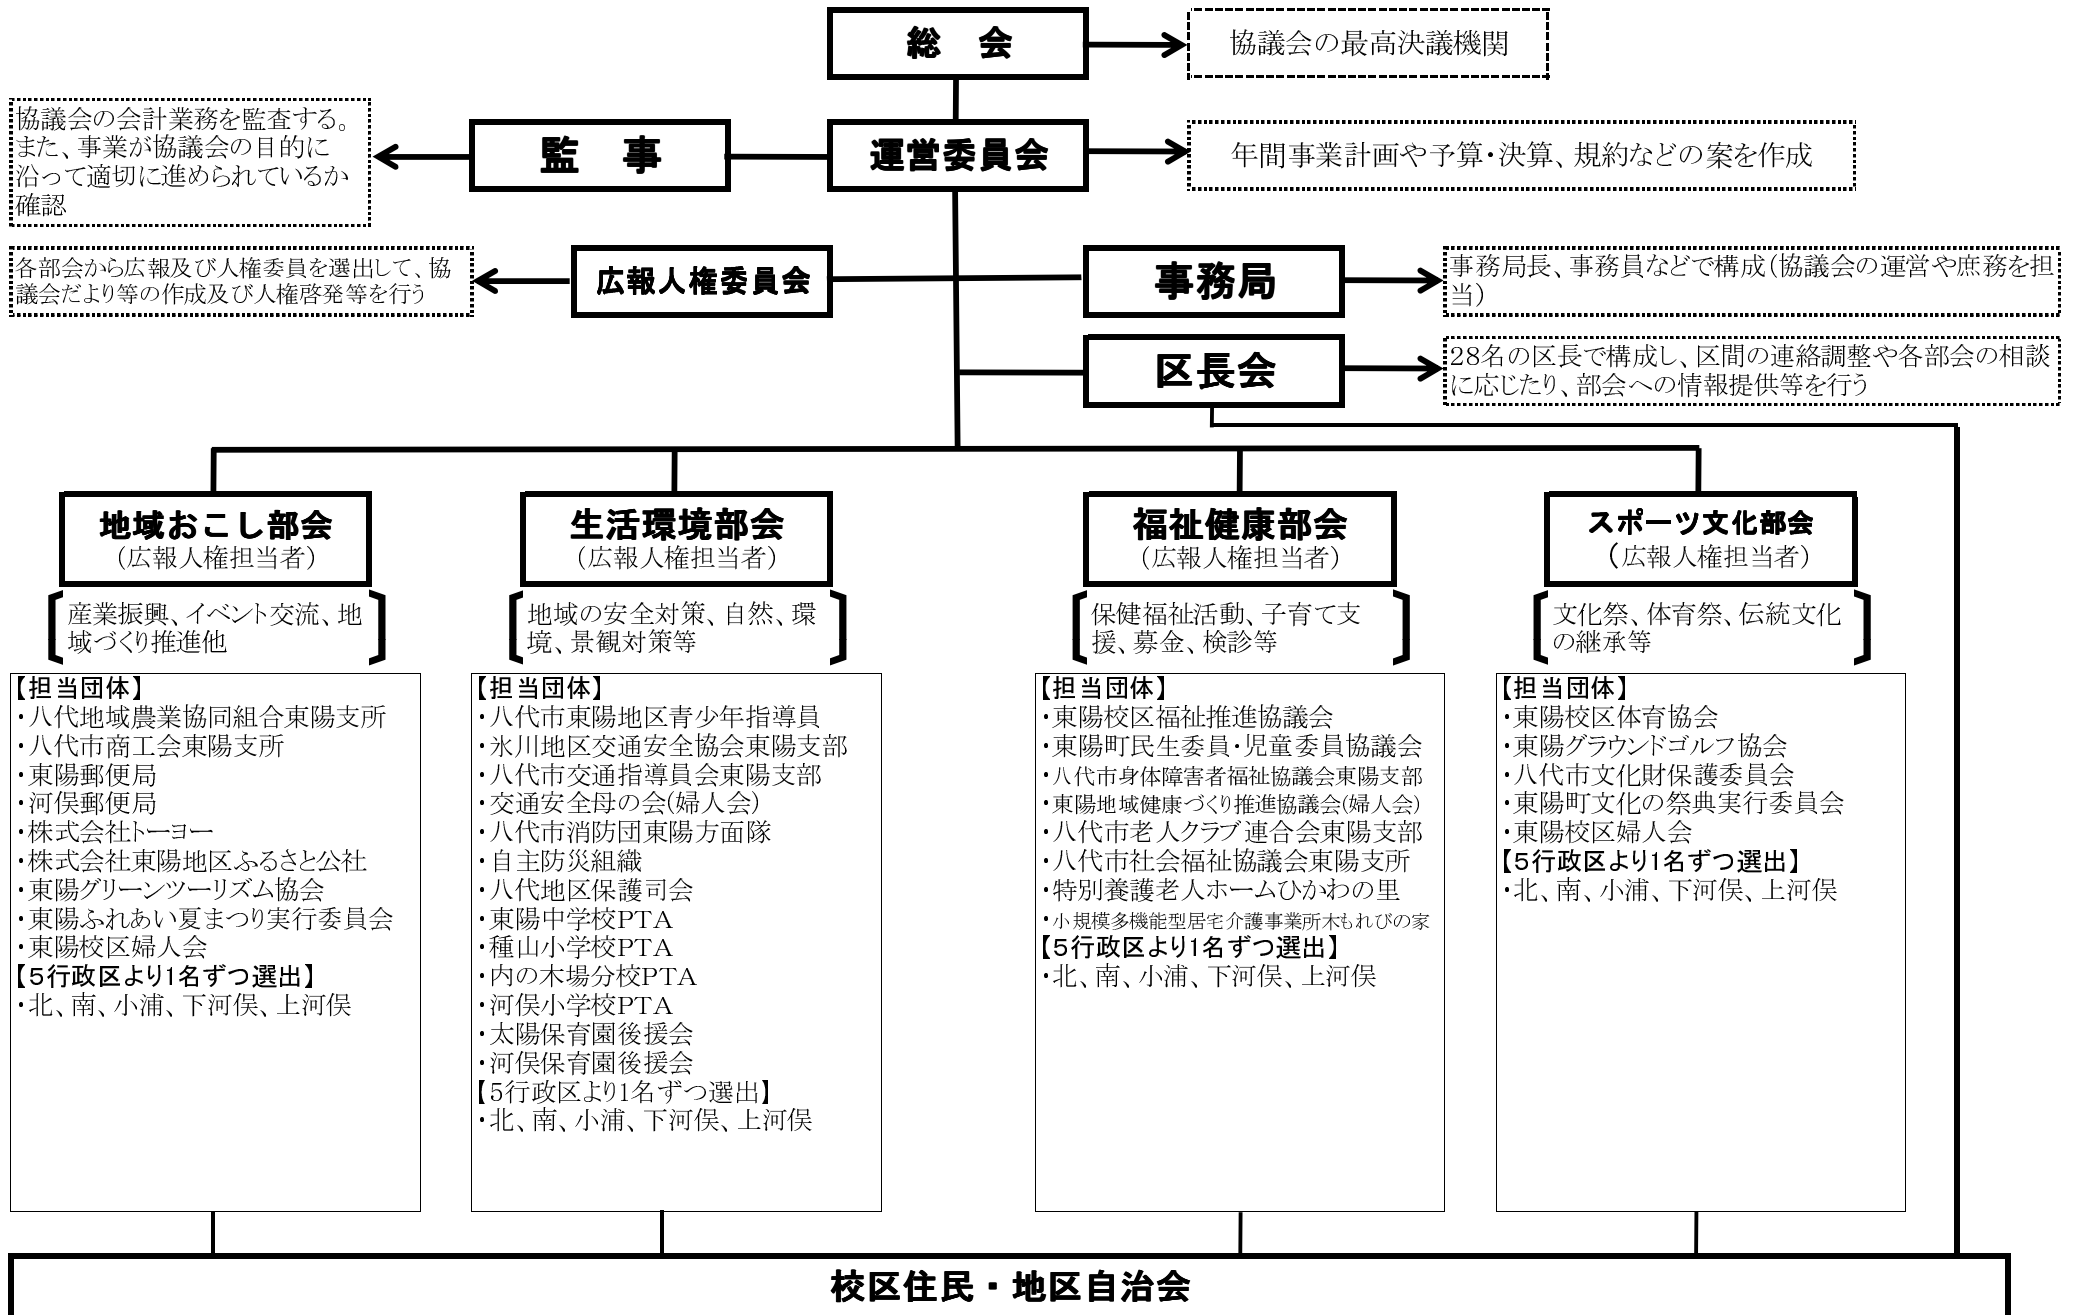 総　会
協議会の最高決議機関
協議会の会計業務を監査する。
また、事業が協議会の目的に
沿って適切に進められているか
確認
監　事
運営委員会
年間事業計画や予算・決算、規約などの案を作成
各部会から広報及び人権委員を選出して、協
議会だより等の作成及び人権啓発等を行う
広報人権委員会
事務局
事務局長、事務員などで構成（協議会の運営や庶務を担
当）
区長会
28名の区長で構成し、区間の連絡調整や各部会の相談
に応じたり、部会への情報提供等を行う
地域おこし部会
（広報人権担当者）
産業振興、イベント交流、地
域づくり推進他
【担当団体】
・八代地域農業協同組合東陽支所
・八代市商工会東陽支所
・東陽郵便局
・河俣郵便局
・株式会社トーヨー
・株式会社東陽地区ふるさと公社
・東陽グリーンツーリズム協会
・東陽ふれあい夏まつり実行委員会
・東陽校区婦人会
【5行政区より1名ずつ選出】
・北、南、小浦、下河俣、上河俣
生活環境部会
（広報人権担当者）
地域の安全対策、自然、環
境、景観対策等
【担当団体】
・八代市東陽地区青少年指導員
・氷川地区交通安全協会東陽支部
・八代市交通指導員会東陽支部
・交通安全母の会(婦人会)
・八代市消防団東陽方面隊
・自主防災組織
・八代地区保護司会
・東陽中学校PTA
・種山小学校PTA
・内の木場分校PTA
・河俣小学校PTA
・太陽保育園後援会
・河俣保育園後援会
【5行政区より1名ずつ選出】
・北、南、小浦、下河俣、上河俣
福祉健康部会
（広報人権担当者）
保健福祉活動、子育て支
援、募金、検診等
【担当団体】
・東陽校区福祉推進協議会
・東陽町民生委員・児童委員協議会
・八代市身体障害者福祉協議会東陽支部
・東陽地域健康づくり推進協議会(婦人会)
・八代市老人クラブ連合会東陽支部
・八代市社会福祉協議会東陽支所
・特別養護老人ホームひかわの里
・小規模多機能型居宅介護事業所木もれびの家
【5行政区より1名ずつ選出】
・北、南、小浦、下河俣、上河俣
スポーツ文化部会
（広報人権担当者）
文化祭、体育祭、伝統文化
の継承等
【担当団体】
・東陽校区体育協会
・東陽グラウンドゴルフ協会
・八代市文化財保護委員会
・東陽町文化の祭典実行委員会
・東陽校区婦人会
【5行政区より1名ずつ選出】
・北、南、小浦、下河俣、上河俣
校区住民・地区自治会